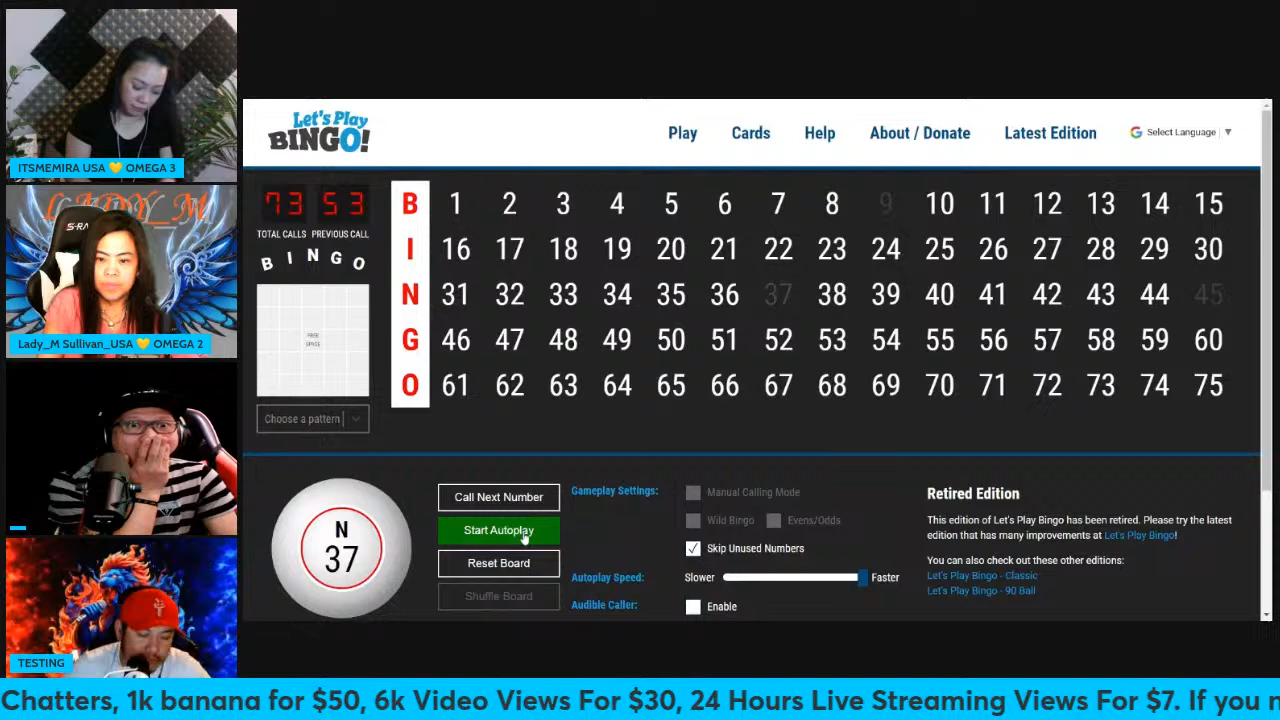 LADY_M
S-RA
ITSMEMIRA USA 💛 OMEGA 3
Lady_M Sullivan_USA 💛 OMEGA 2
TESTING
Let's Play
BINGO!
Play Cards Help About / Donate Latest Edition
Select Language ▼
73 53
TOTAL CALLS PREVIOUS CALL
B I N G O
FREE
SPACE
Choose a pattern
B 1 2 3 4 5 6 7 8 9 10 11 12 13 14 15
I 16 17 18 19 20 21 22 23 24 25 26 27 28 29 30
N 31 32 33 34 35 36 37 38 39 40 41 42 43 44 45
G 46 47 48 49 50 51 52 53 54 55 56 57 58 59 60
O 61 62 63 64 65 66 67 68 69 70 71 72 73 74 75
N
37
Call Next Number
Start Autoplay
Reset Board
Shuffle Board
Gameplay Settings:
Manual Calling Mode
Wild Bingo Evens/Odds
Skip Unused Numbers
Autoplay Speed: Slower Faster
Audible Caller: Enable
Retired Edition
This edition of Let's Play Bingo has been retired. Please try the latest
edition that has many improvements at Let's Play Bingo!
You can also check out these other editions:
Let's Play Bingo - Classic
Let's Play Bingo - 90 Ball
Chatters, 1k banana for $50, 6k Video Views For $30, 24 Hours Live Streaming Views For $7. If you